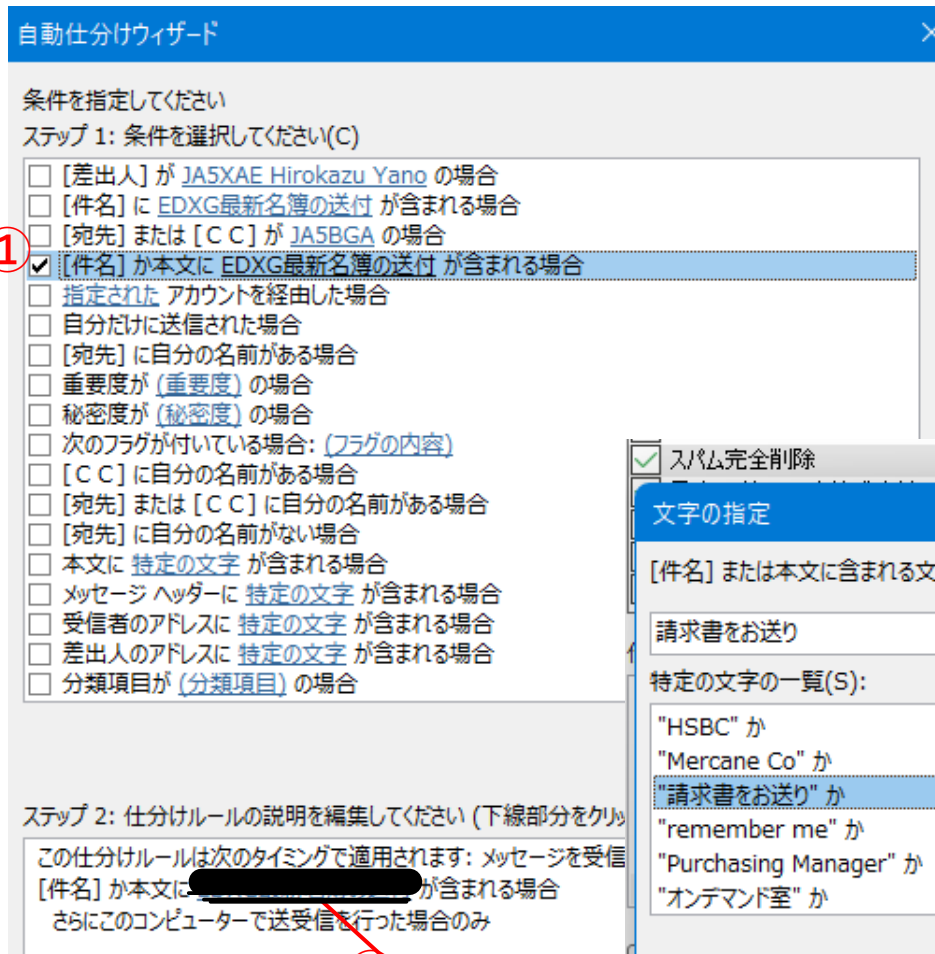 自動仕分けウィザード
条件を指定してください
ステップ 1: 条件を選択してください(C)
[差出人] が JA5XAE Hirokazu Yano の場合
[件名] に EDXG最新名簿の送付 が含まれる場合
[宛先] または [ＣＣ] が JA5BGA の場合
①
[件名] か本文に EDXG最新名簿の送付 が含まれる場合
指定された アカウントを経由した場合
自分だけに送信された場合
[宛先] に自分の名前がある場合
重要度が (重要度) の場合
秘密度が (秘密度) の場合
次のフラグが付いている場合: (フラグの内容)
[ＣＣ] に自分の名前がある場合
[宛先] または [ＣＣ] に自分の名前がある場合
[宛先] に自分の名前がない場合
本文に 特定の文字 が含まれる場合
メッセージ ヘッダーに 特定の文字 が含まれる場合
受信者のアドレスに 特定の文字 が含まれる場合
差出人のアドレスに 特定の文字 が含まれる場合
分類項目が (分類項目) の場合
ステップ 2: 仕分けルールの説明を編集してください (下線部分をクリッ
この仕分けルールは次のタイミングで適用されます: メッセージを受信
[件名] か本文に が含まれる場合
さらにこのコンピューターで送受信を行った場合のみ
スパム完全削除
文字の指定
[件名] または本文に含まれる文
請求書をお送り
特定の文字の一覧(S):
"HSBC" か
"Mercane Co" か
"請求書をお送り" か
"remember me" か
"Purchasing Manager" か
"オンデマンド室" か